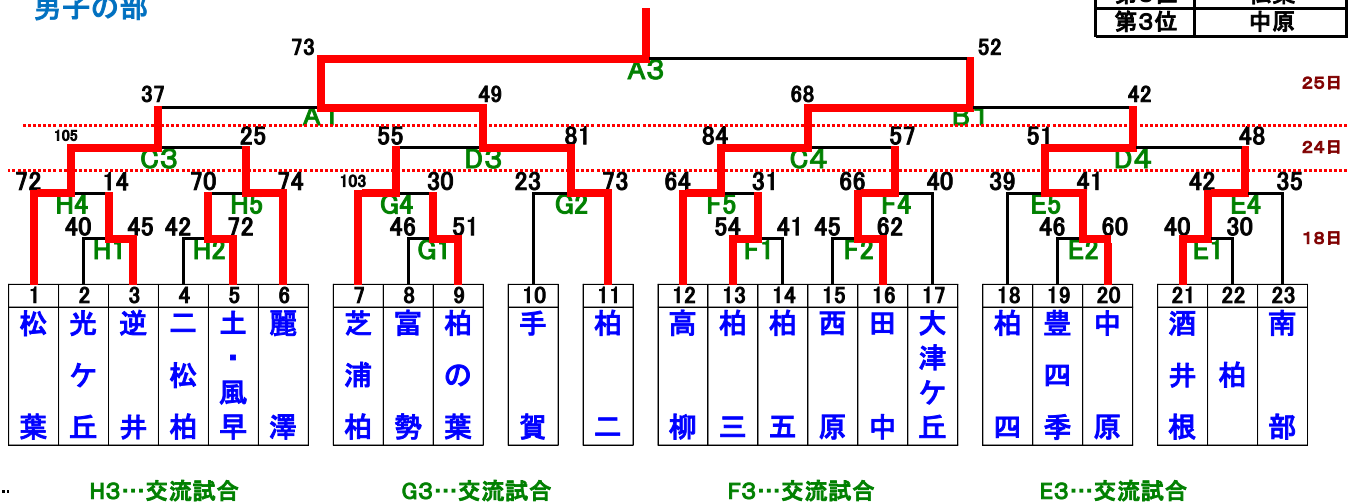 男子の部
松葉
第3位 中原
73 52
A3
25日
37 49 68 42
A1 B1
105 25 55 81 84 57 51 48
C3 D3 C4 D4
24日
72 14 70 74 103 30 23 73 64 31 66 40 39 41 42 35
H4 H5 G4 G2 F5 F4 E5 E4
40 45 42 72 46 51 54 41 45 62 46 60 40 30
H1 H2 G1 F1 F2 E2 E1
18日
1 2 3 4 5 6 7 8 9 10 11 12 13 14 15 16 17 18 19 20 21 22 23
松葉
光ケ丘
逆井
二松柏
土・風早
麗澤
芝浦柏
富勢
柏の葉
手賀
柏二
高柳
柏三
柏五
西原
田中
大津ケ丘
柏四
豊四季
中原
酒井根
柏
南部
H3…交流試合 G3…交流試合 F3…交流試合 E3…交流試合